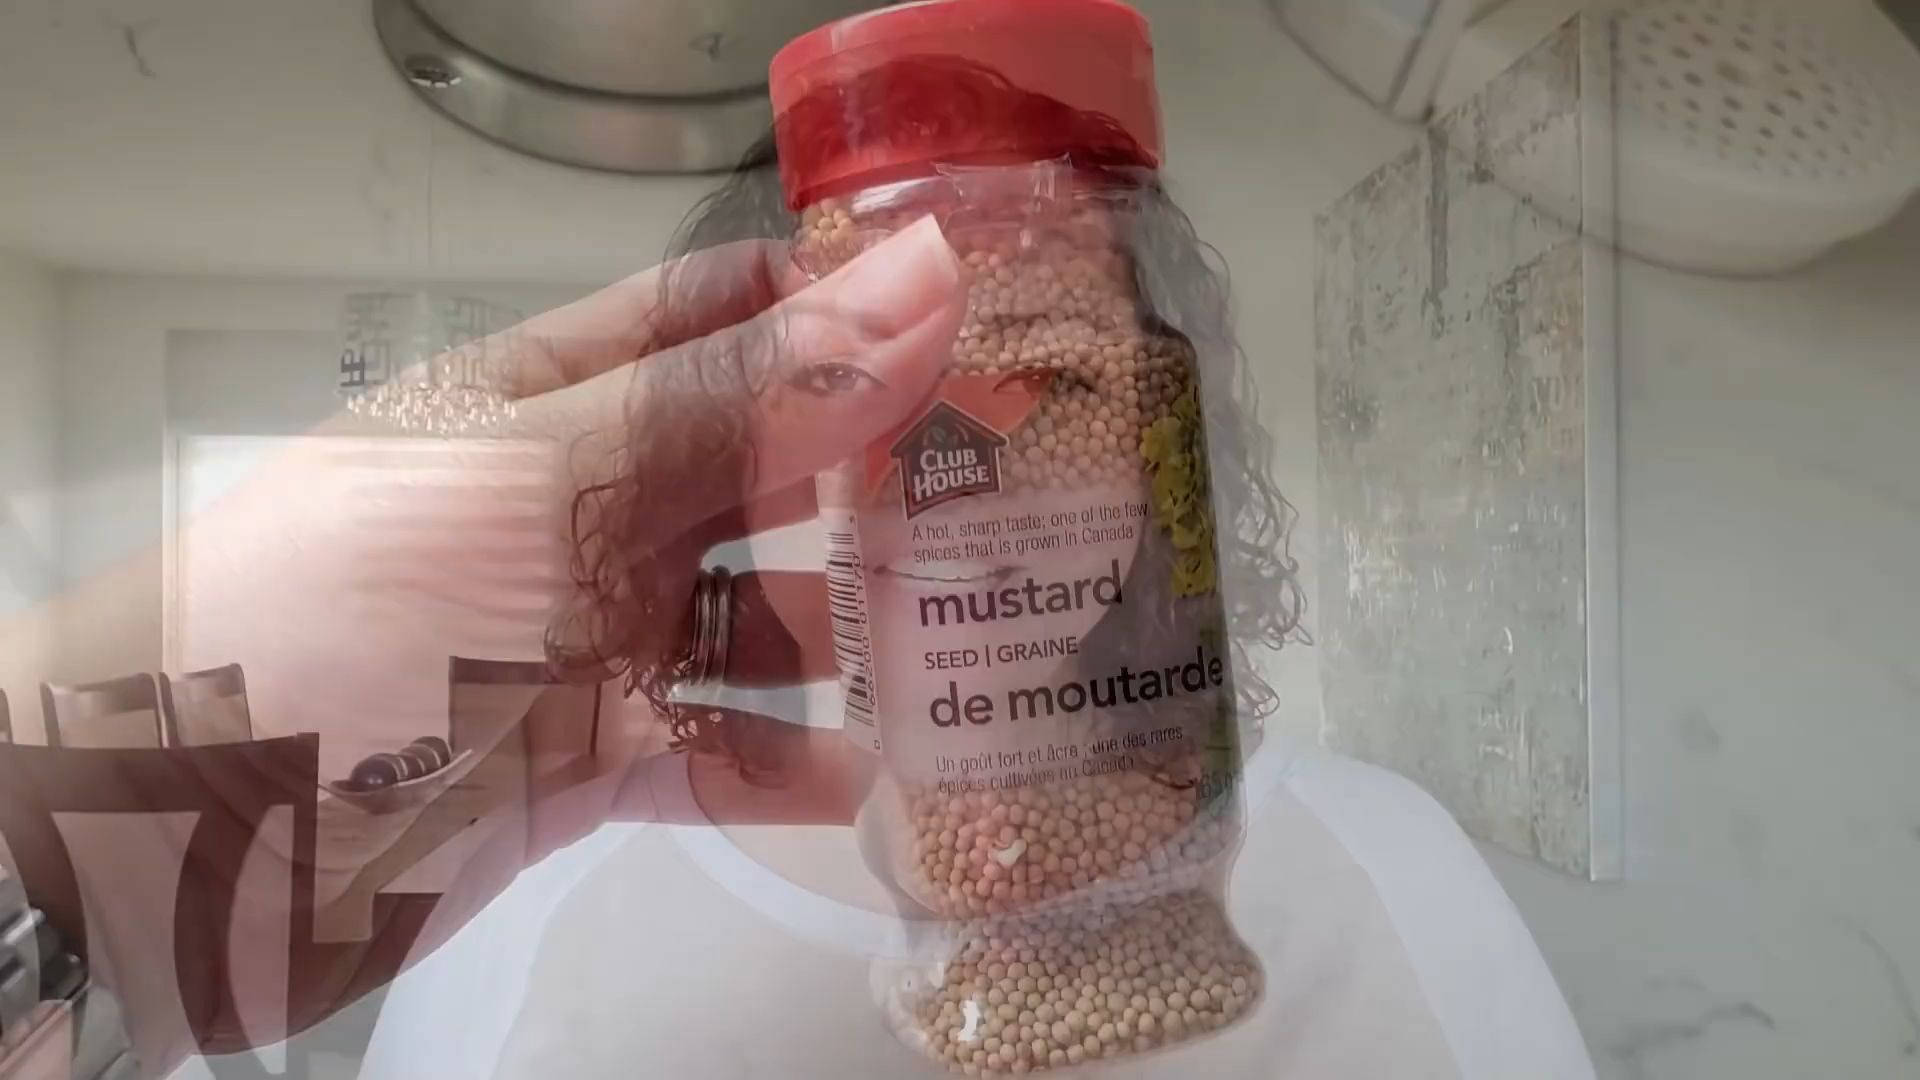 CLUB
HOUSE
A hot, sharp taste; one of the few
spices that is grown in Canada
mustard
SEED | GRAINE
de moutarde
Un goût fort et âcre ; une des rares
épices cultivées au Canada